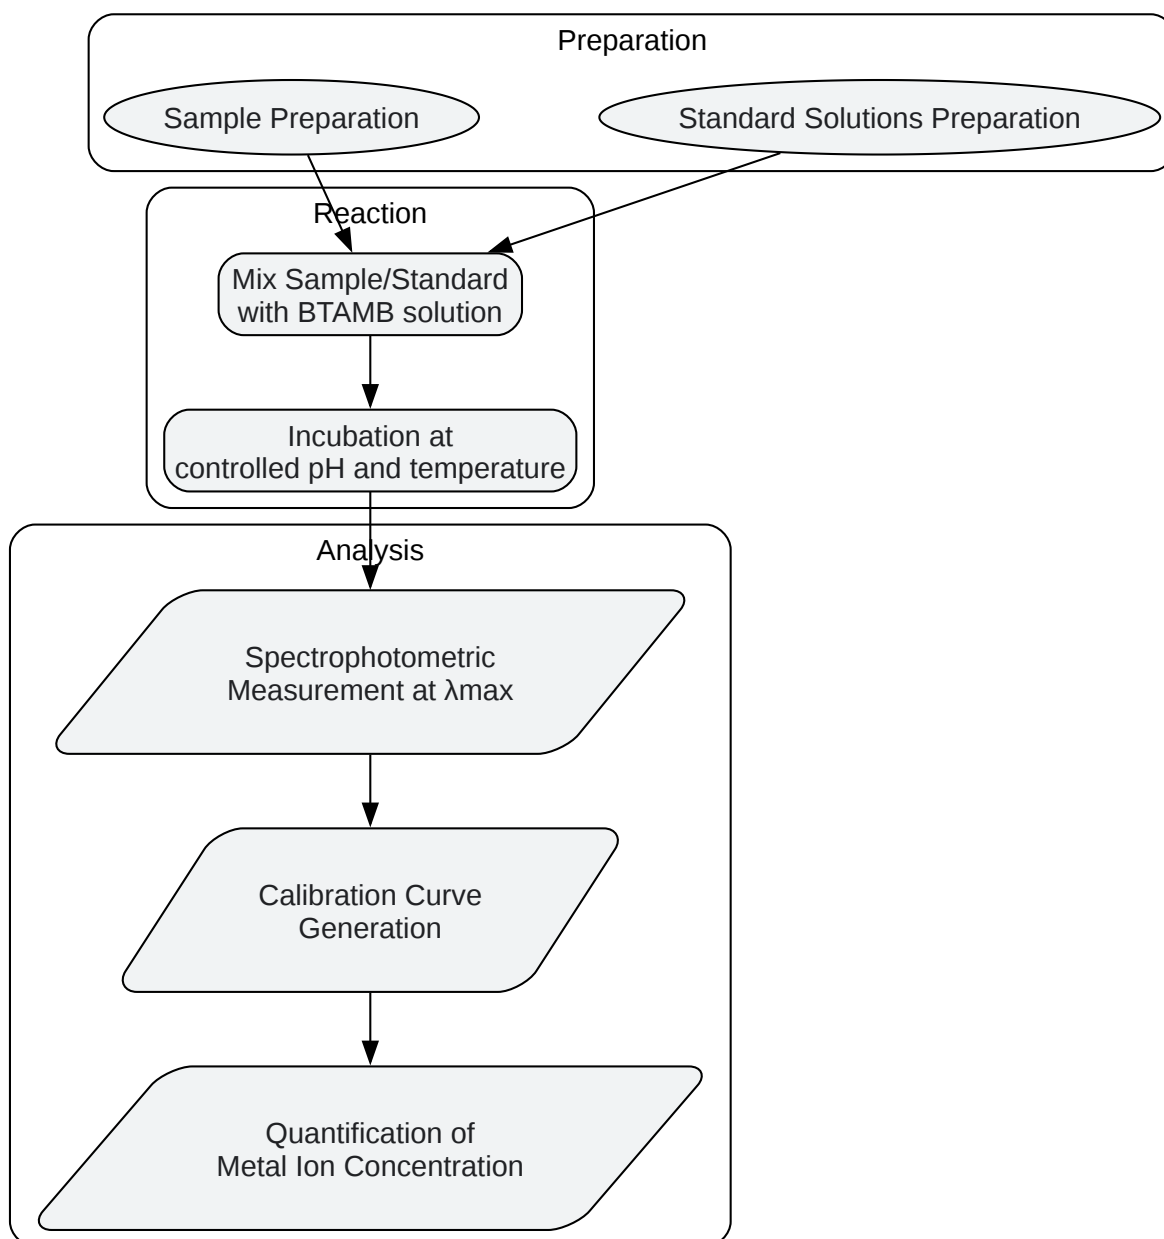 Preparation
Sample Preparation
Standard Solutions Preparation
Reaction
Mix Sample/Standard
with BTAMB solution
Incubation at
controlled pH and temperature
Analysis
Spectrophotometric
Measurement at λmax
Calibration Curve
Generation
Quantification of
Metal Ion Concentration